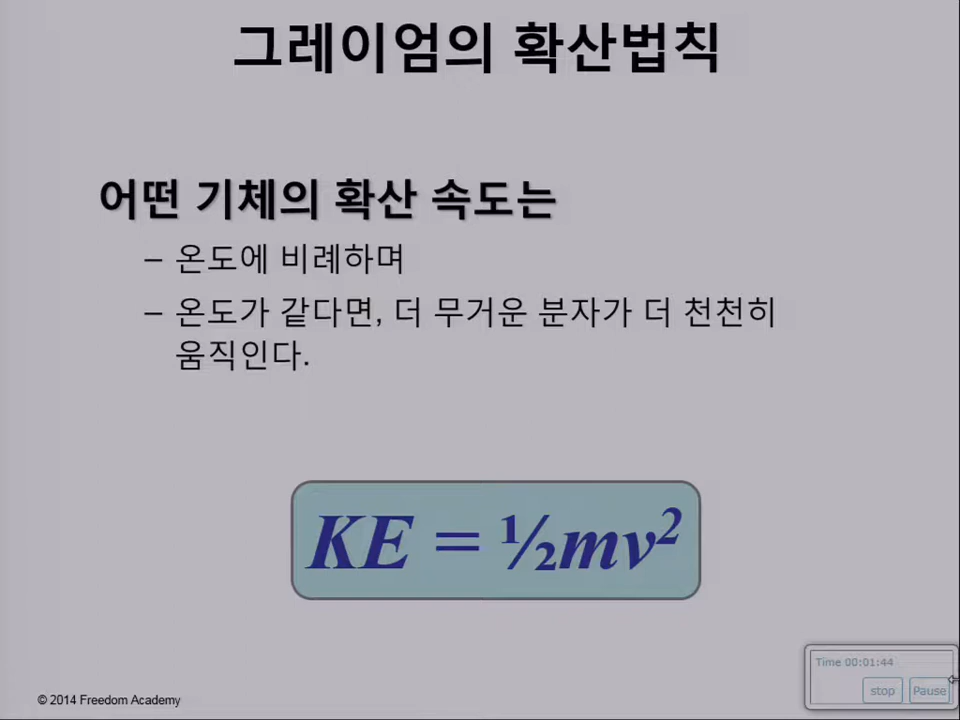 그레이엄의 확산법칙
어떤 기체의 확산 속도는
– 온도에 비례하며
– 온도가 같다면, 더 무거운 분자가 더 천천히
움직인다.
KE = ½mv²
Time 00:01:44
stop Pause
© 2014 Freedom Academy